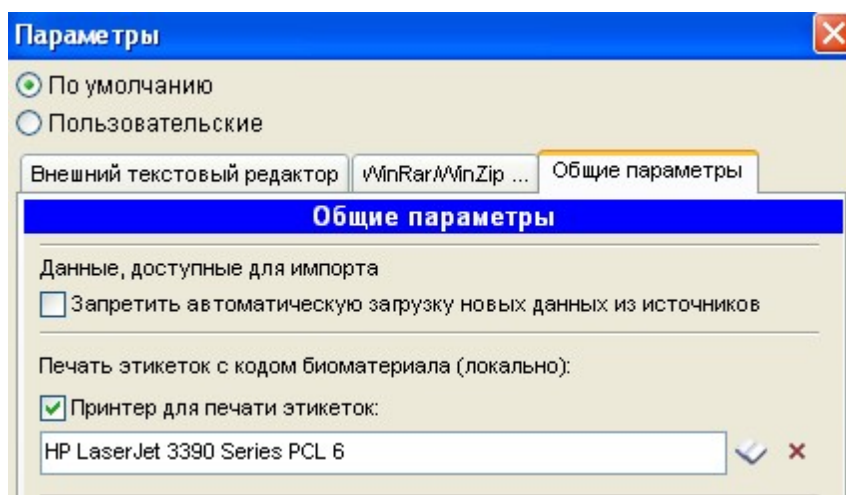 Параметры
По умолчанию
Пользовательские
Внешний текстовый редактор WinRar/WinZip ... Общие параметры
Общие параметры
Данные, доступные для импорта
Запретить автоматическую загрузку новых данных из источников
Печать этикеток с кодом биоматериала (локально):
Принтер для печати этикеток:
HP LaserJet 3390 Series PCL 6